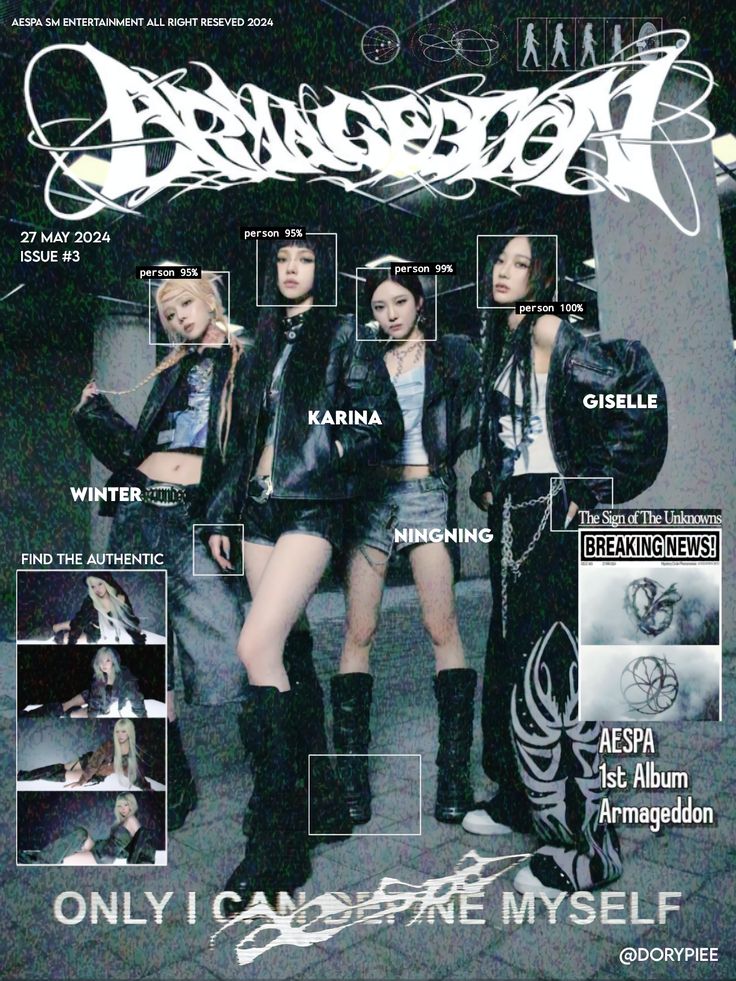 AESPA SM ENTERTAINMENT ALL RIGHT RESEVED 2024
ARMAGEDDON
27 MAY 2024
ISSUE #3
person 95%
person 95%
person 99%
person 100%
KARINA
GISELLE
WINTER
NINGNING
FIND THE AUTHENTIC
The Sign of The Unknowns
BREAKING NEWS!
AESPA
1st Album
Armageddon
ONLY I CAN DEFINE MYSELF
@DORYPIEE